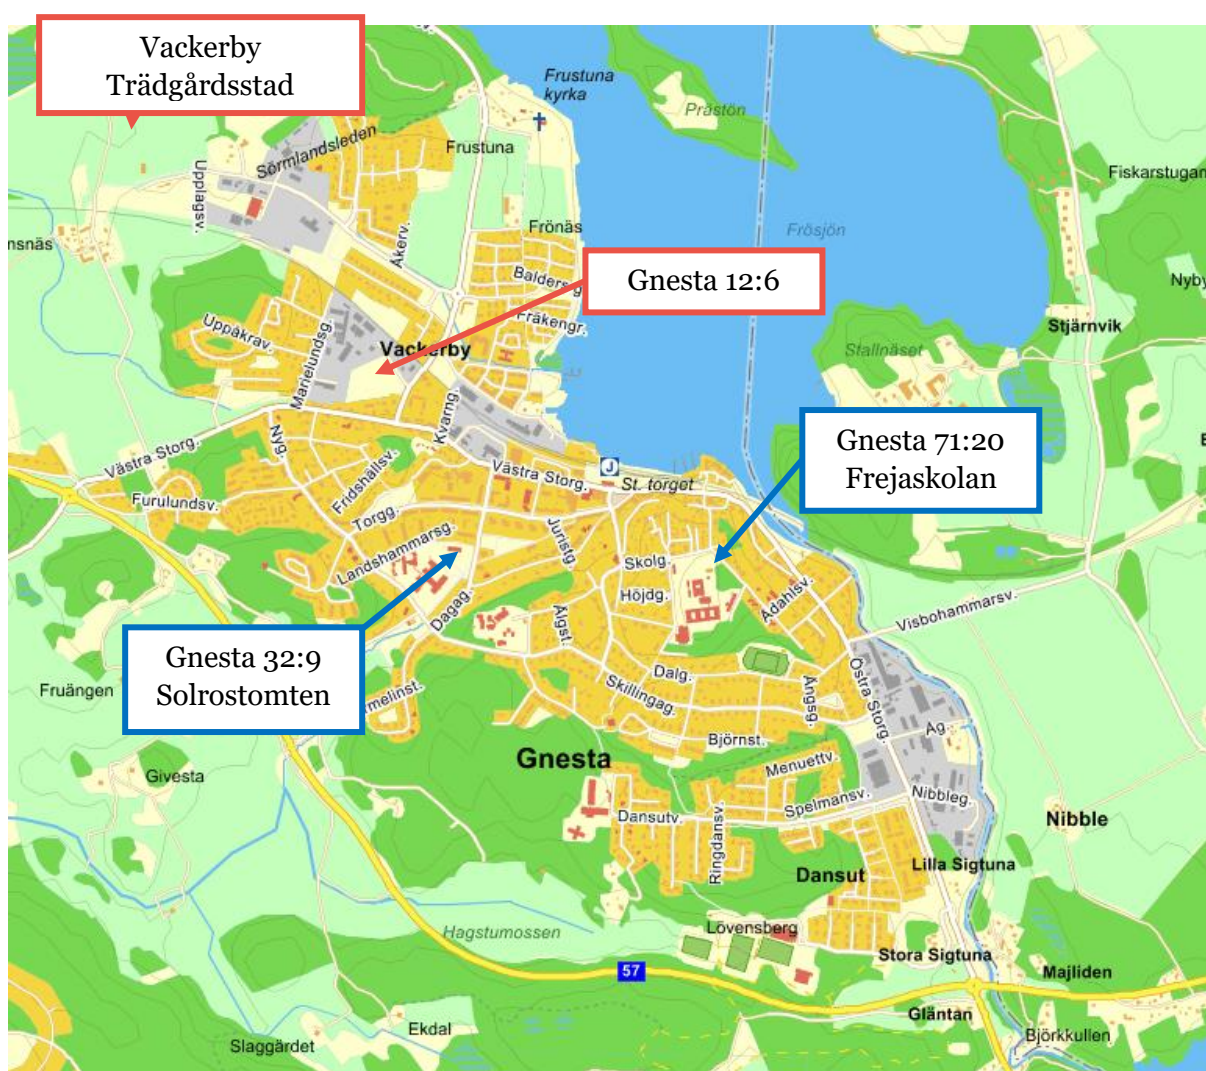 Vackerby
Trädgårdsstad
Frustuna
kyrka
Prästön
Sörmlandsleden
Frustuna
Fiskarstugan
Upplagsv.
Åkerv.
Frönäs
Frösjön
nsnäs
Baldersg.
Gnesta 12:6
Nyby
Fräkengr.
Uppåkrav.
Marielundsg.
Vackerby
Stjärnvik
Stallnäset
Kvarng.
Nyg.
Västra Storg.
Fridshällsv.
Gnesta 71:20
Frejaskolan
J
Västra Storg.
St. torget
Furulundsv.
Torgg.
Landshammarsg.
Juristg.
Skolg.
Höjdg.
Ådahlsv.
Visbohammarsv.
Dagag.
Älgst.
Gnesta 32:9
Solrostomten
Fruängen
melinst.
Dalg.
Skillingag.
Ängsg.
Östra Storg.
Björnst.
Ag.
Gnesta
Menuettv.
Givesta
Spelmansv.
Nibbleg.
Dansutv.
Ringdansv.
Nibble
Dansut
Lilla Sigtuna
Hagstumossen
Lövensberg
Stora Sigtuna
57
Majliden
Gläntan
Ekdal
Slaggärdet
Björkkullen